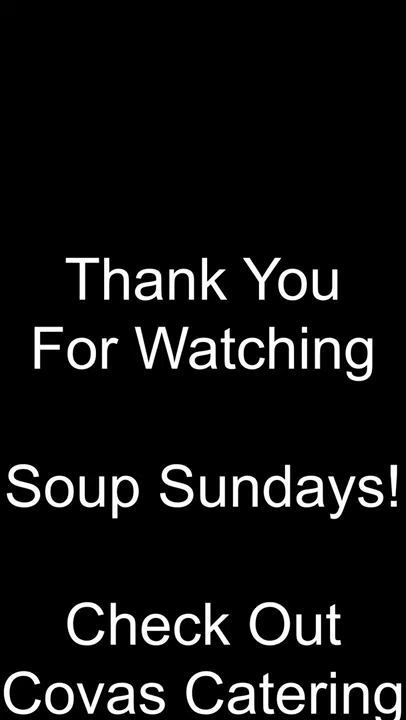 Thank You
For Watching
Soup Sundays!
Check Out
Covas Catering